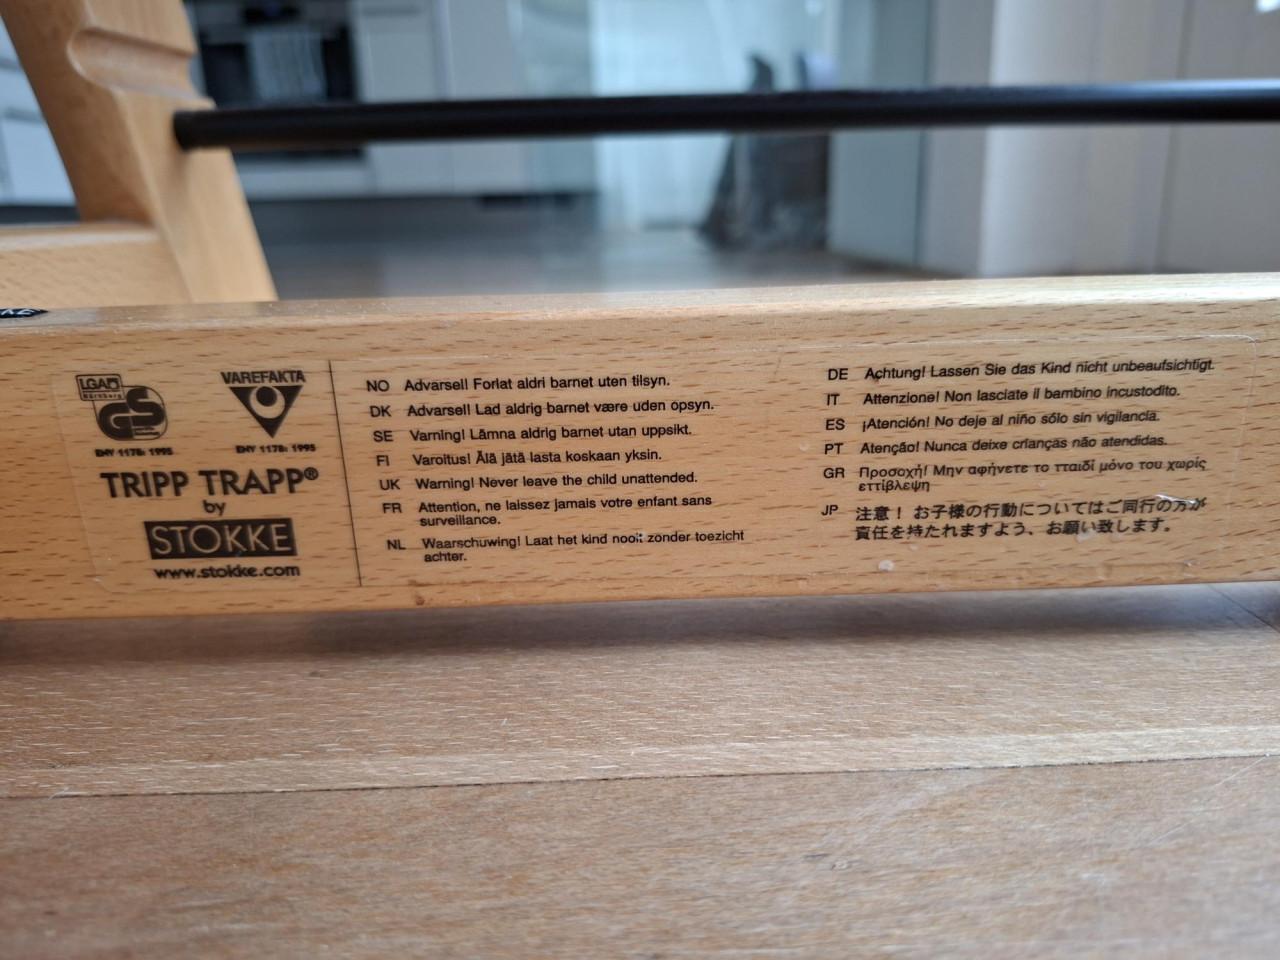 LGA
Nürnberg
GS
VAREFAKTA
TRIPP TRAPP®
by
STOKKE
www.stokke.com
NO Advarsel! Forlat aldri barnet uten tilsyn.
DK Advarsel! Lad aldrig barnet være uden opsyn.
SE Varning! Lämna aldrig barnet utan uppsikt.
FI Varoitus! Älä jätä lasta koskaan yksin.
UK Warning! Never leave the child unattended.
FR Attention, ne laissez jamais votre enfant sans
surveillance.
NL Waarschuwing! Laat het kind nooit zonder toezicht
achter.
DE Achtung! Lassen Sie das Kind nicht unbeaufsichtigt.
IT Attenzione! Non lasciate il bambino incustodito.
ES ¡Atención! No deje al niño sólo sin vigilancia.
PT Atenção! Nunca deixe crianças não atendidas.
GR Προσοχή! Μην αφήνετε το παιδί μόνο του χωρίς
επίβλεψη
JP 注意！ お子様の行動についてはご同行の方が
責任を持たれますよう、お願い致します。